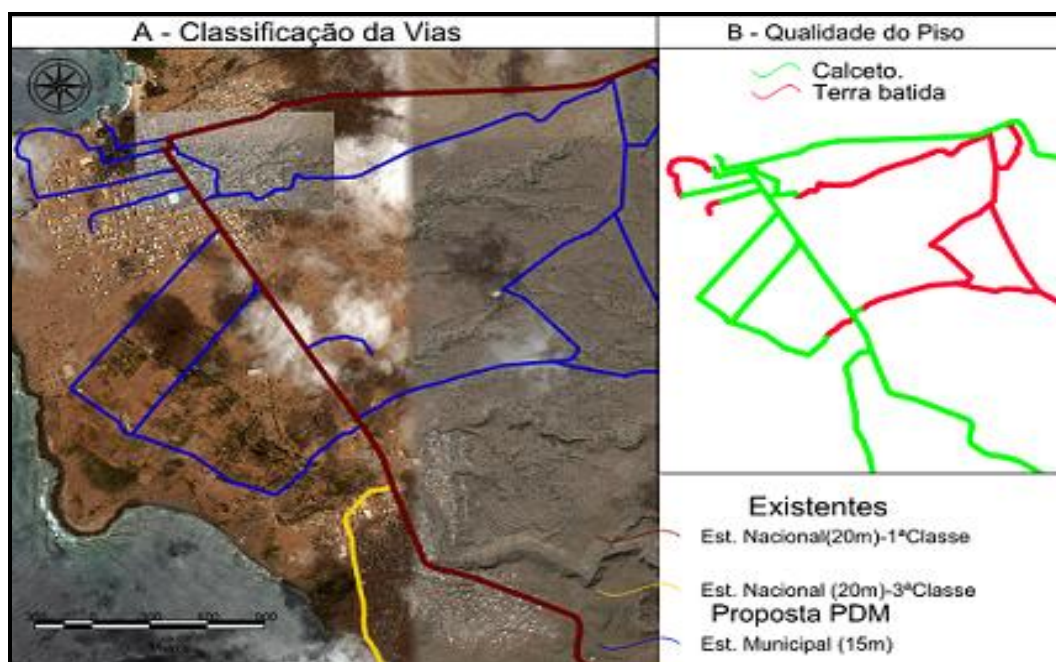 A - Classificação da Vias
B - Qualidade do Piso
Calceto.
Terra batida
Existentes
Est. Nacional(20m)-1ªClasse
Est. Nacional (20m)-3ªClasse
Proposta PDM
Est. Municipal (15m)